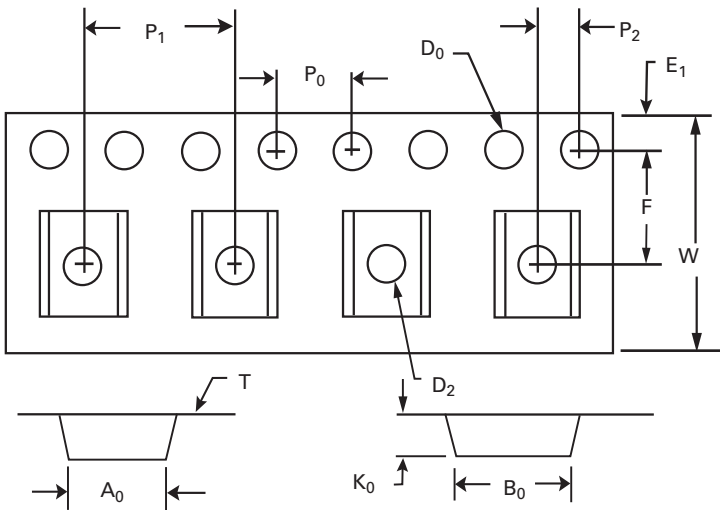 P₁
P₀
D₀
P₂
E₁
F
W
T
D₂
A₀
K₀
B₀